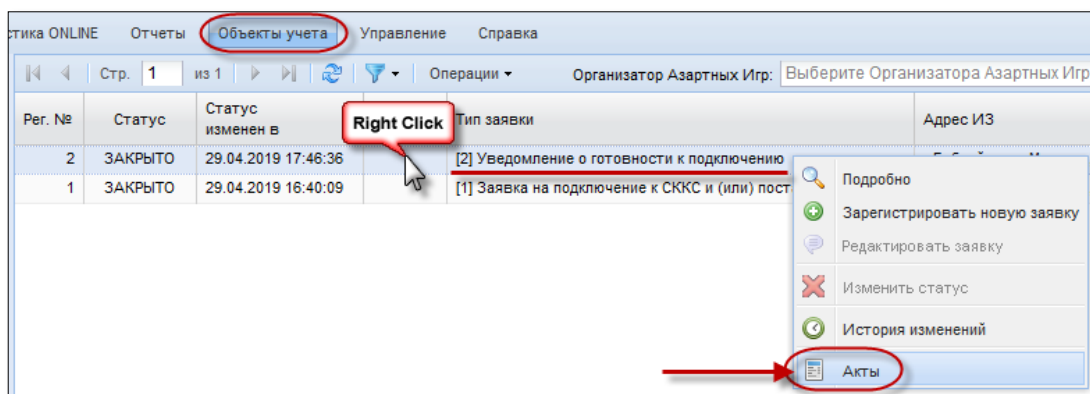 стика ONLINE Отчеты Объекты учета Управление Справка
Стр. 1 из 1 Операции Организатор Азартных Игр: Выберите Организатора Азартных Игр
Рег. № Статус Статус изменен в Тип заявки Адрес ИЗ
Right Click
2 ЗАКРЫТО 29.04.2019 17:46:36 [2] Уведомление о готовности к подключению
1 ЗАКРЫТО 29.04.2019 16:40:09 [1] Заявка на подключение к СККС и (или) пост
Подробно
Зарегистрировать новую заявку
Редактировать заявку
Изменить статус
История изменений
Акты